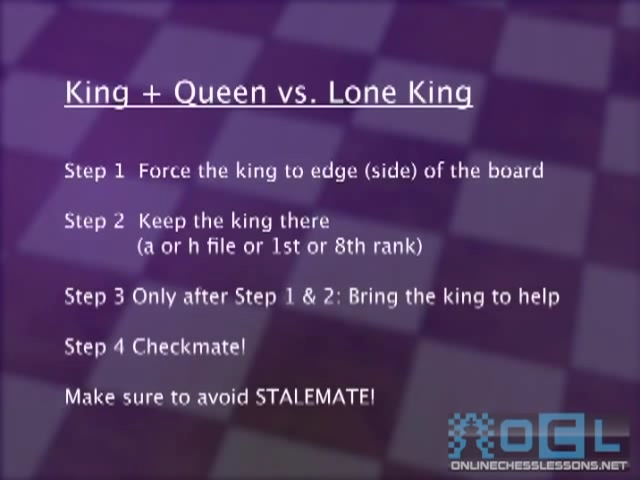 King + Queen vs. Lone King
Step 1 Force the king to edge (side) of the board
Step 2 Keep the king there
(a or h file or 1st or 8th rank)
Step 3 Only after Step 1 & 2: Bring the king to help
Step 4 Checkmate!
Make sure to avoid STALEMATE!
OCL
ONLINECHESSLESSONS.NET